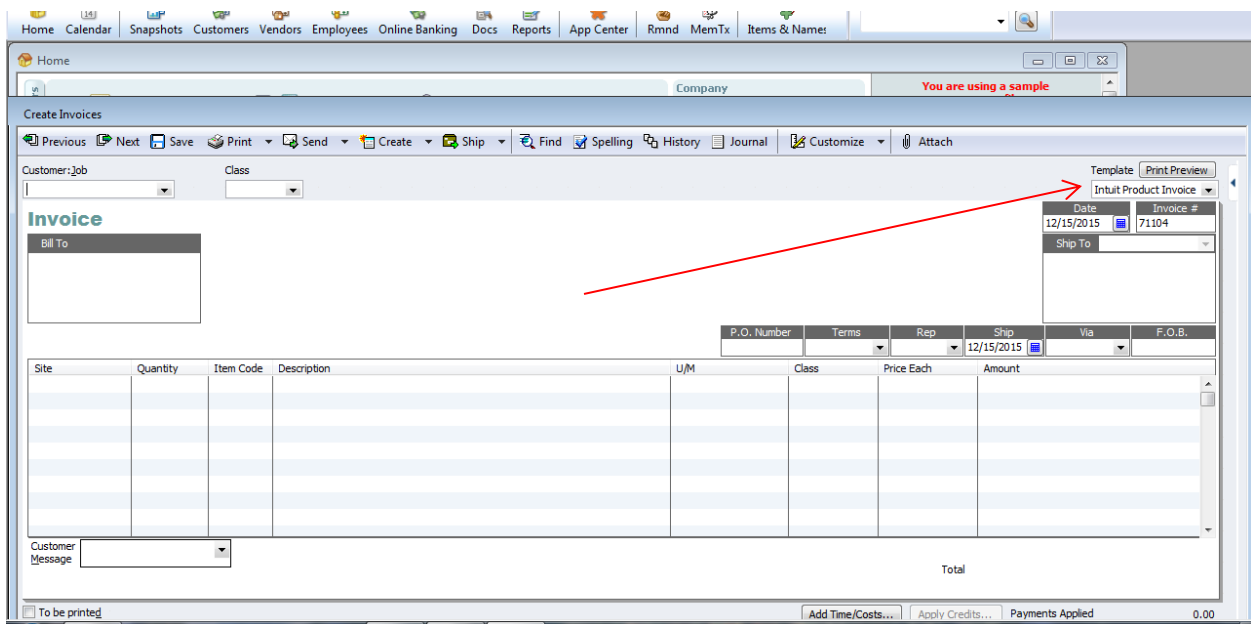 14
Home Calendar Snapshots Customers Vendors Employees Online Banking Docs Reports App Center Rmnd MemTx Items & Name:
Home
Company
You are using a sample
Create Invoices
Previous Next Save Print Send Create Ship Find Spelling History Journal Customize Attach
Customer:Job Class Template Print Preview
Intuit Product Invoice
Invoice
Date Invoice #
12/15/2015 71104
Bill To Ship To
P.O. Number Terms Rep Ship Via F.O.B.
12/15/2015
Site Quantity Item Code Description U/M Class Price Each Amount
Customer
Message
Total
To be printed Add Time/Costs... Apply Credits... Payments Applied 0.00